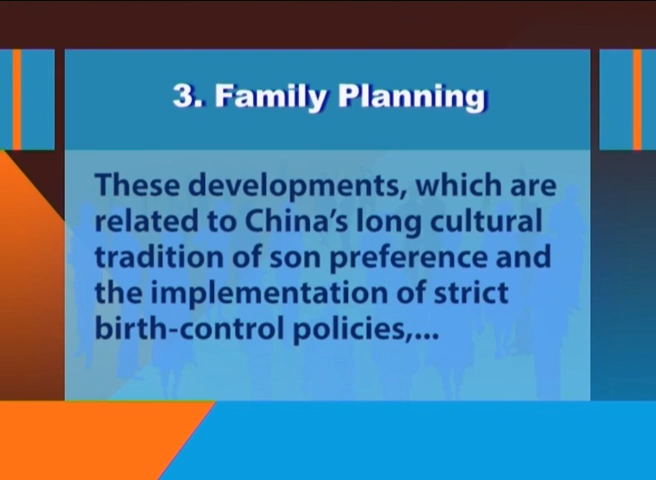 3. Family Planning
These developments, which are
related to China's long cultural
tradition of son preference and
the implementation of strict
birth-control policies,...